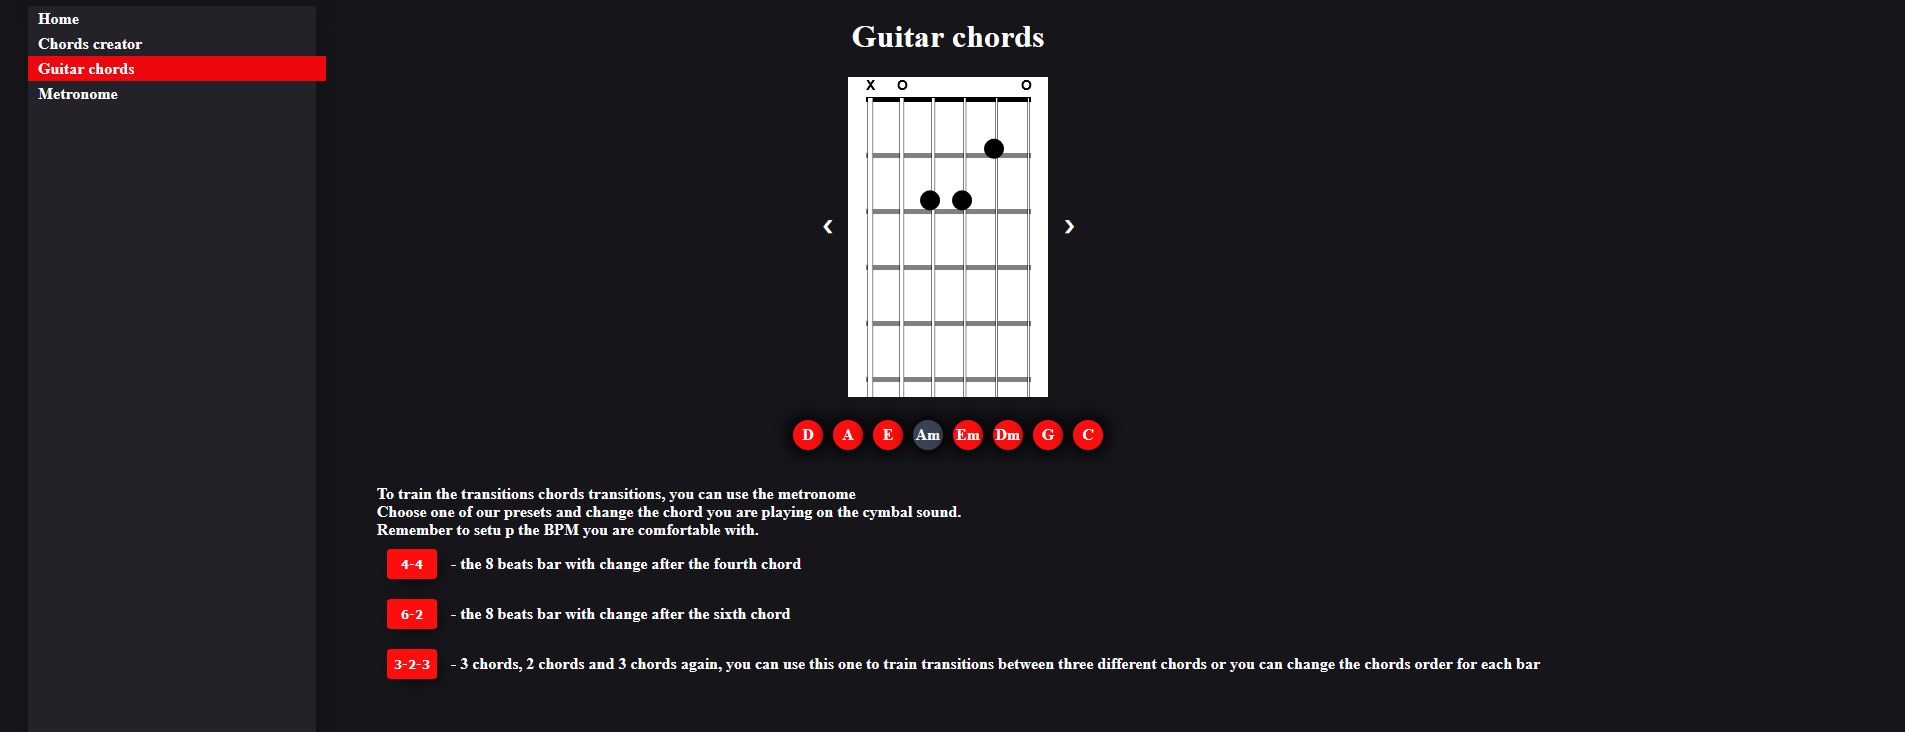 Home
Chords creator
Guitar chords
Metronome
Guitar chords
X O O
‹ ›
D A E Am Em Dm G C
To train the transitions chords transitions, you can use the metronome
Choose one of our presets and change the chord you are playing on the cymbal sound.
Remember to setu p the BPM you are comfortable with.
4-4 - the 8 beats bar with change after the fourth chord
6-2 - the 8 beats bar with change after the sixth chord
3-2-3 - 3 chords, 2 chords and 3 chords again, you can use this one to train transitions between three different chords or you can change the chords order for each bar